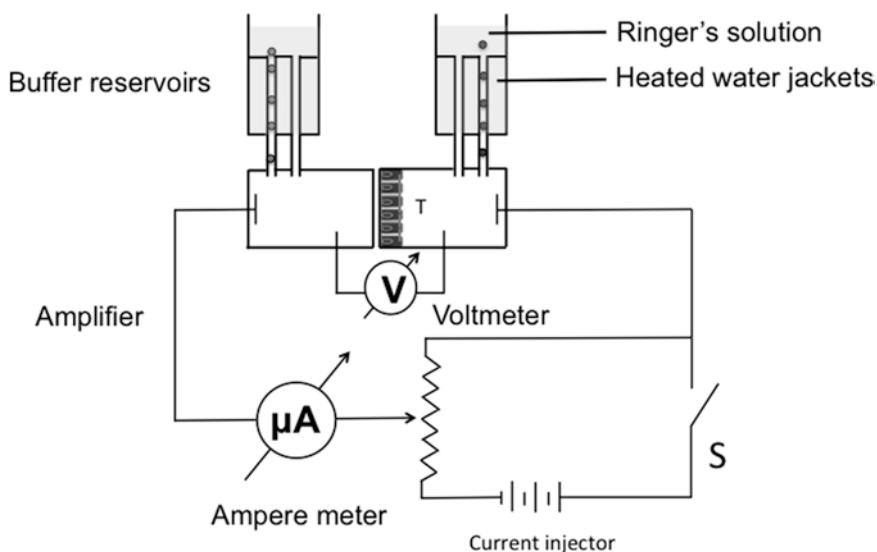 Ringer's solution
Buffer reservoirs
Heated water jackets
T
V
Amplifier
Voltmeter
µA
S
Ampere meter
Current injector